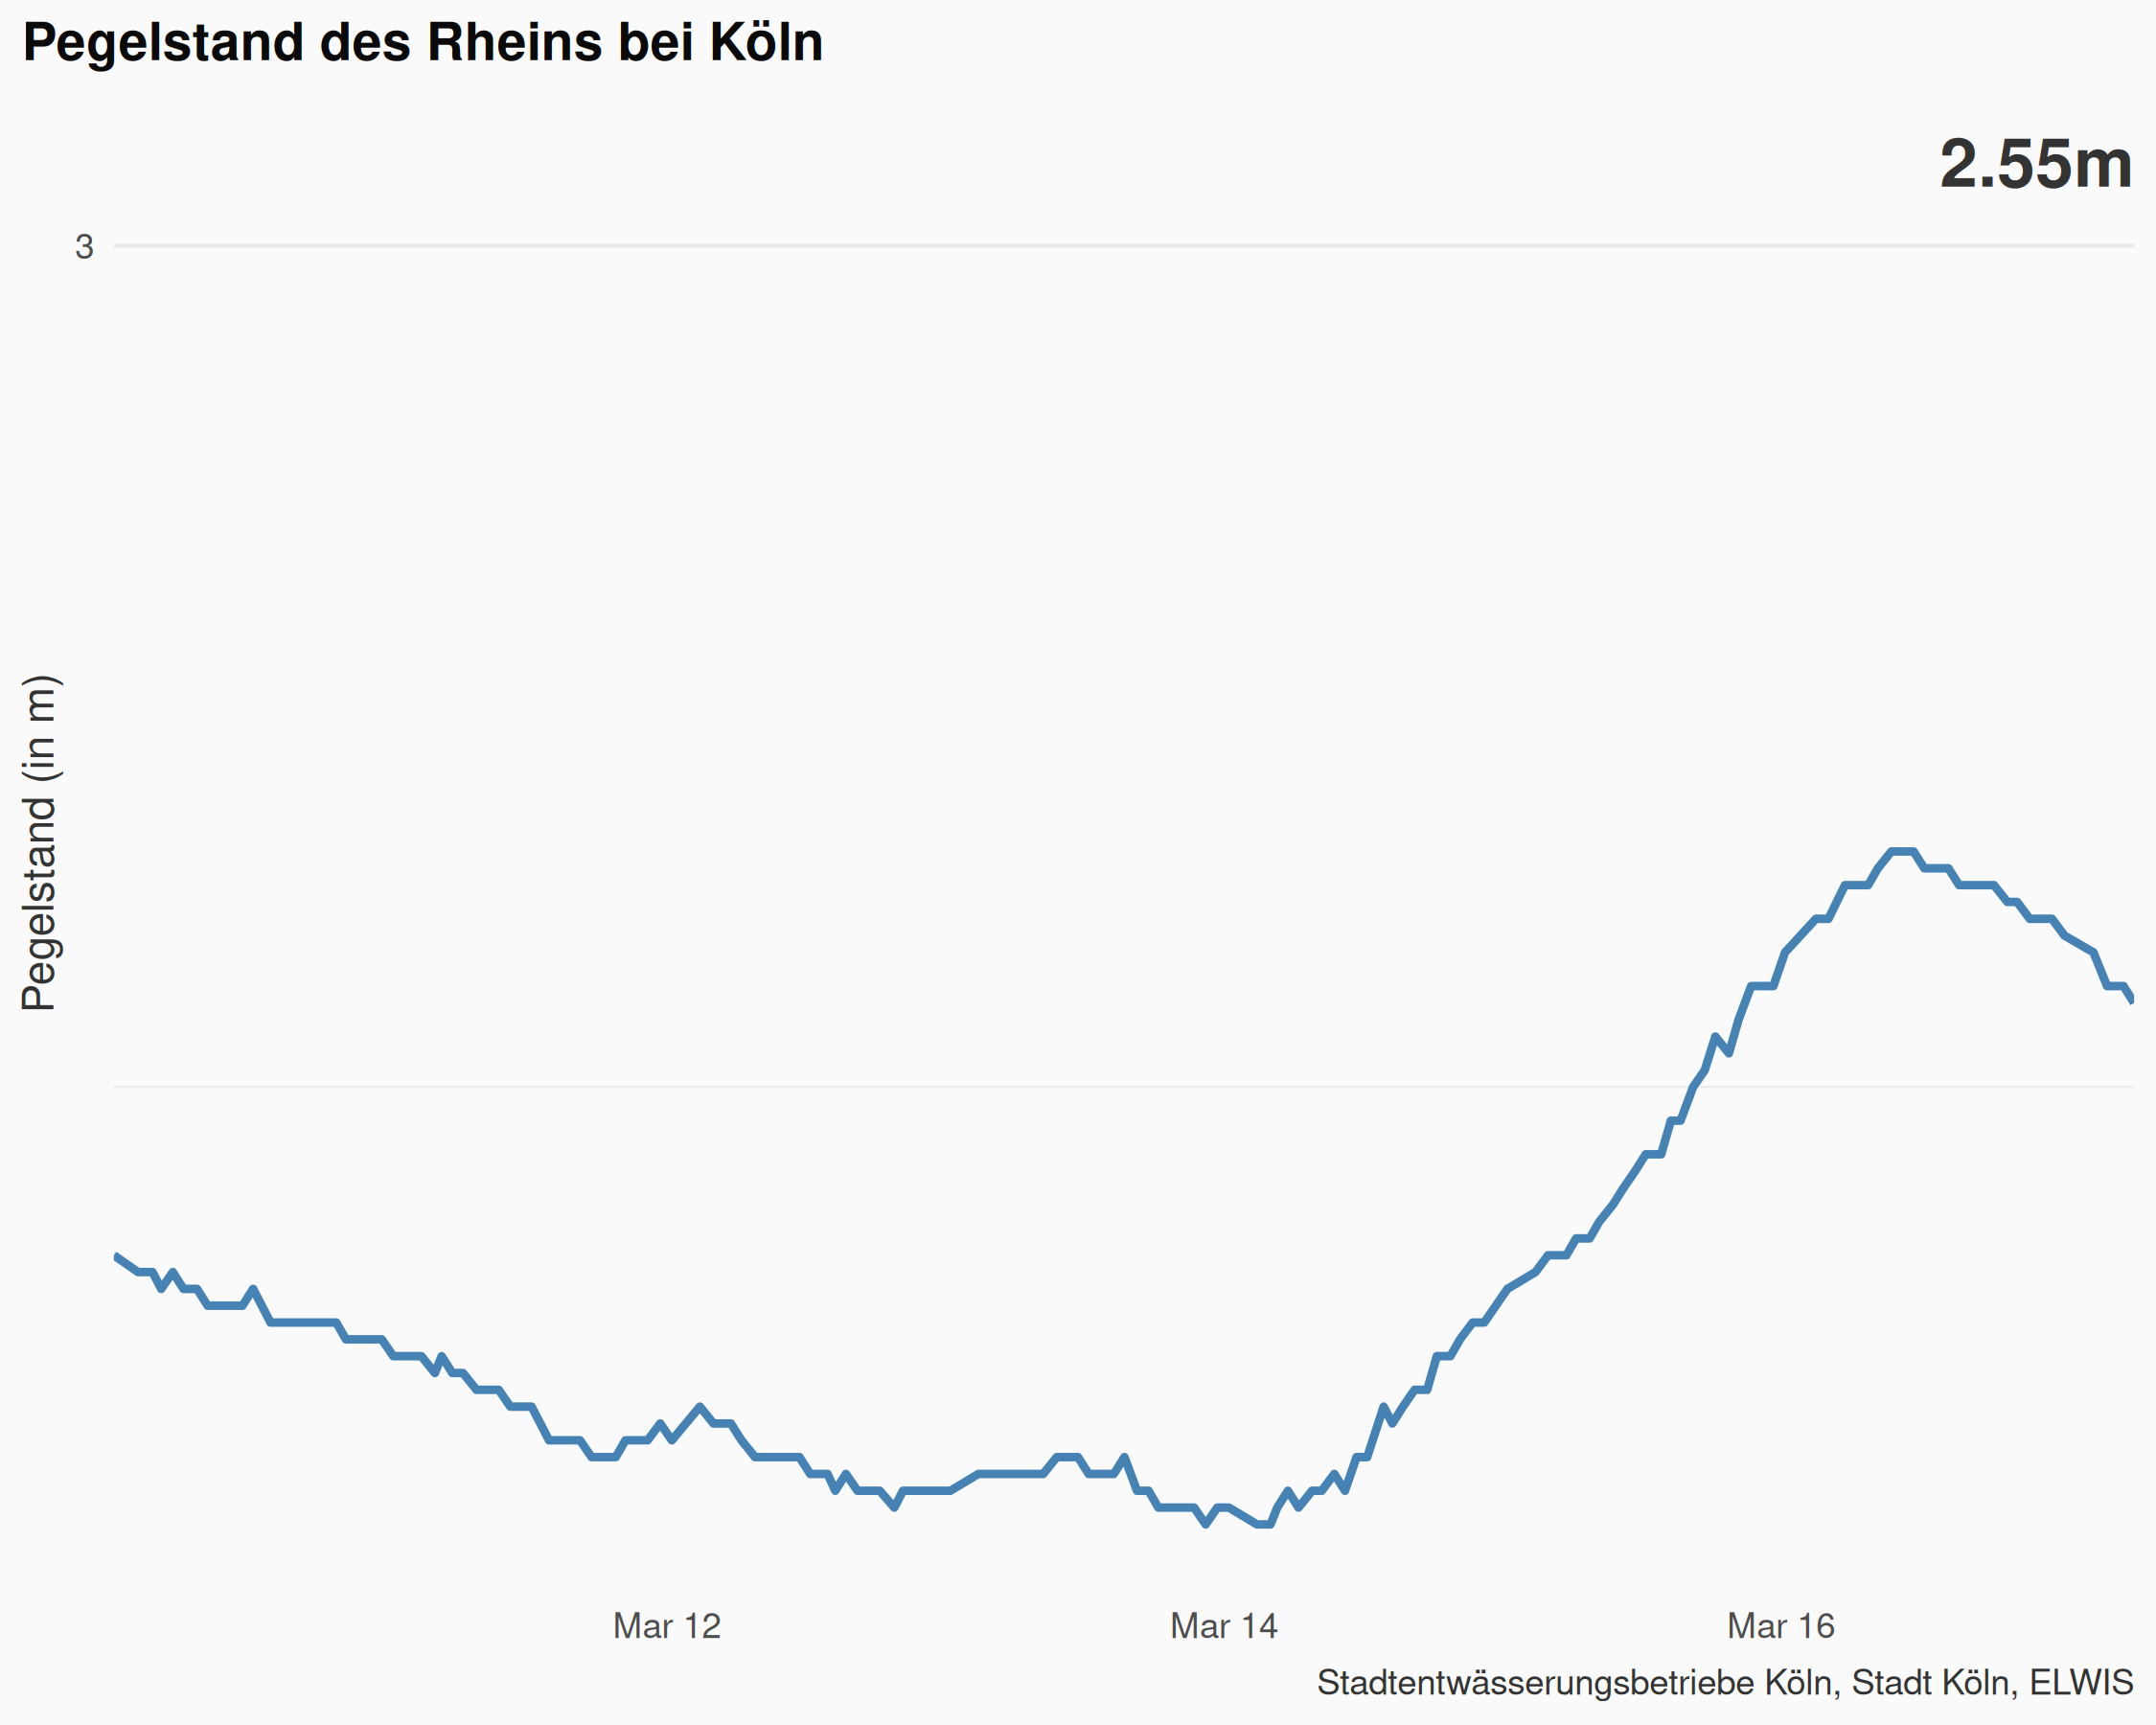 Pegelstand des Rheins bei Köln
2.55m
3
Pegelstand (in m)
Mar 12
Mar 14
Mar 16
Stadtentwässerungsbetriebe Köln, Stadt Köln, ELWIS